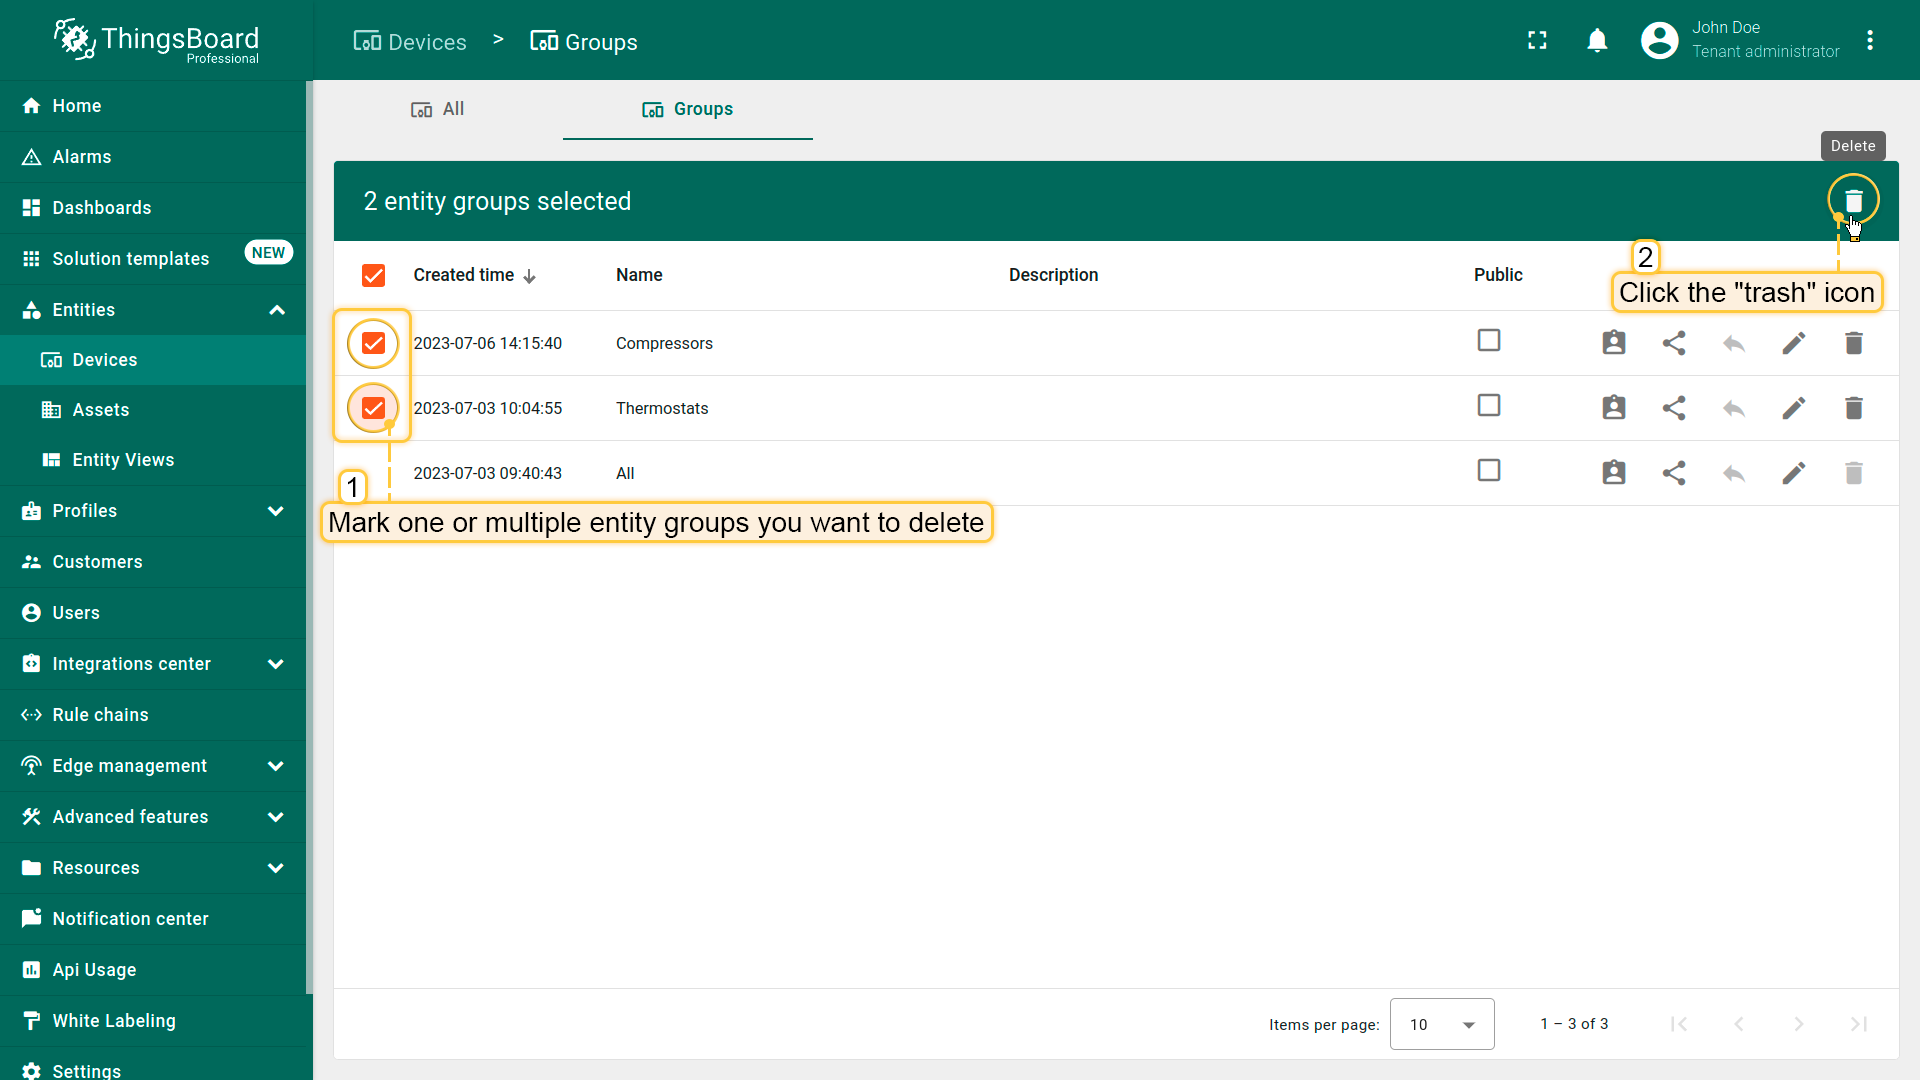 ThingsBoard
Professional
Devices > Groups
John Doe
Tenant administrator
Home
Alarms
Dashboards
Solution templates NEW
Entities
Devices
Assets
Entity Views
Profiles
Customers
Users
Integrations center
Rule chains
Edge management
Advanced features
Resources
Notification center
Api Usage
White Labeling
Settings
All Groups
Delete
2 entity groups selected
Created time Name Description Public
2
Click the "trash" icon
2023-07-06 14:15:40 Compressors
2023-07-03 10:04:55 Thermostats
2023-07-03 09:40:43 All
1
Mark one or multiple entity groups you want to delete
Items per page: 10 1 – 3 of 3